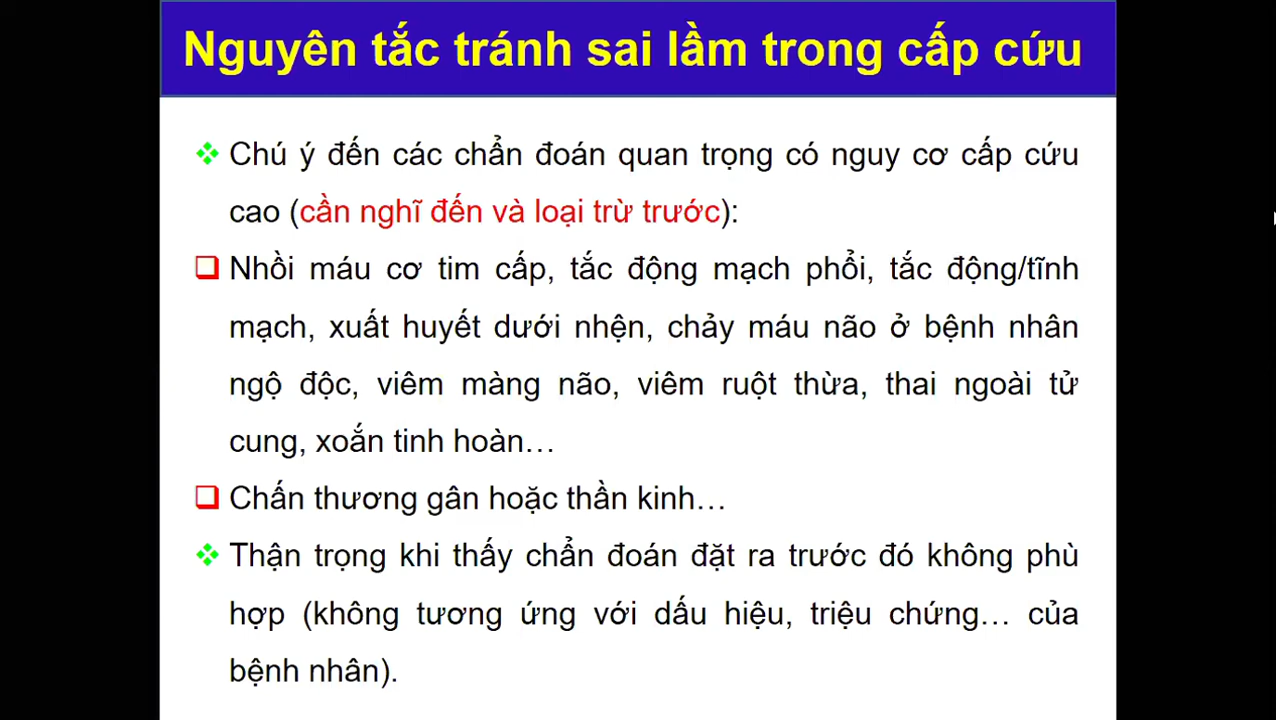 Nguyên tắc tránh sai lầm trong cấp cứu
Chú ý đến các chẩn đoán quan trọng có nguy cơ cấp cứu
cao (cần nghĩ đến và loại trừ trước):
Nhồi máu cơ tim cấp, tắc động mạch phổi, tắc động/tĩnh
mạch, xuất huyết dưới nhện, chảy máu não ở bệnh nhân
ngộ độc, viêm màng não, viêm ruột thừa, thai ngoài tử
cung, xoắn tinh hoàn…
Chấn thương gân hoặc thần kinh…
Thận trọng khi thấy chẩn đoán đặt ra trước đó không phù
hợp (không tương ứng với dấu hiệu, triệu chứng… của
bệnh nhân).